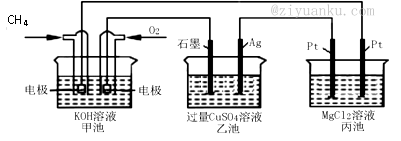 @ziyuanku.com
CH₄
O₂
石墨
Ag
Pt
Pt
电极
电极
KOH溶液
甲池
过量CuSO4溶液
乙池
MgCl2溶液
丙池